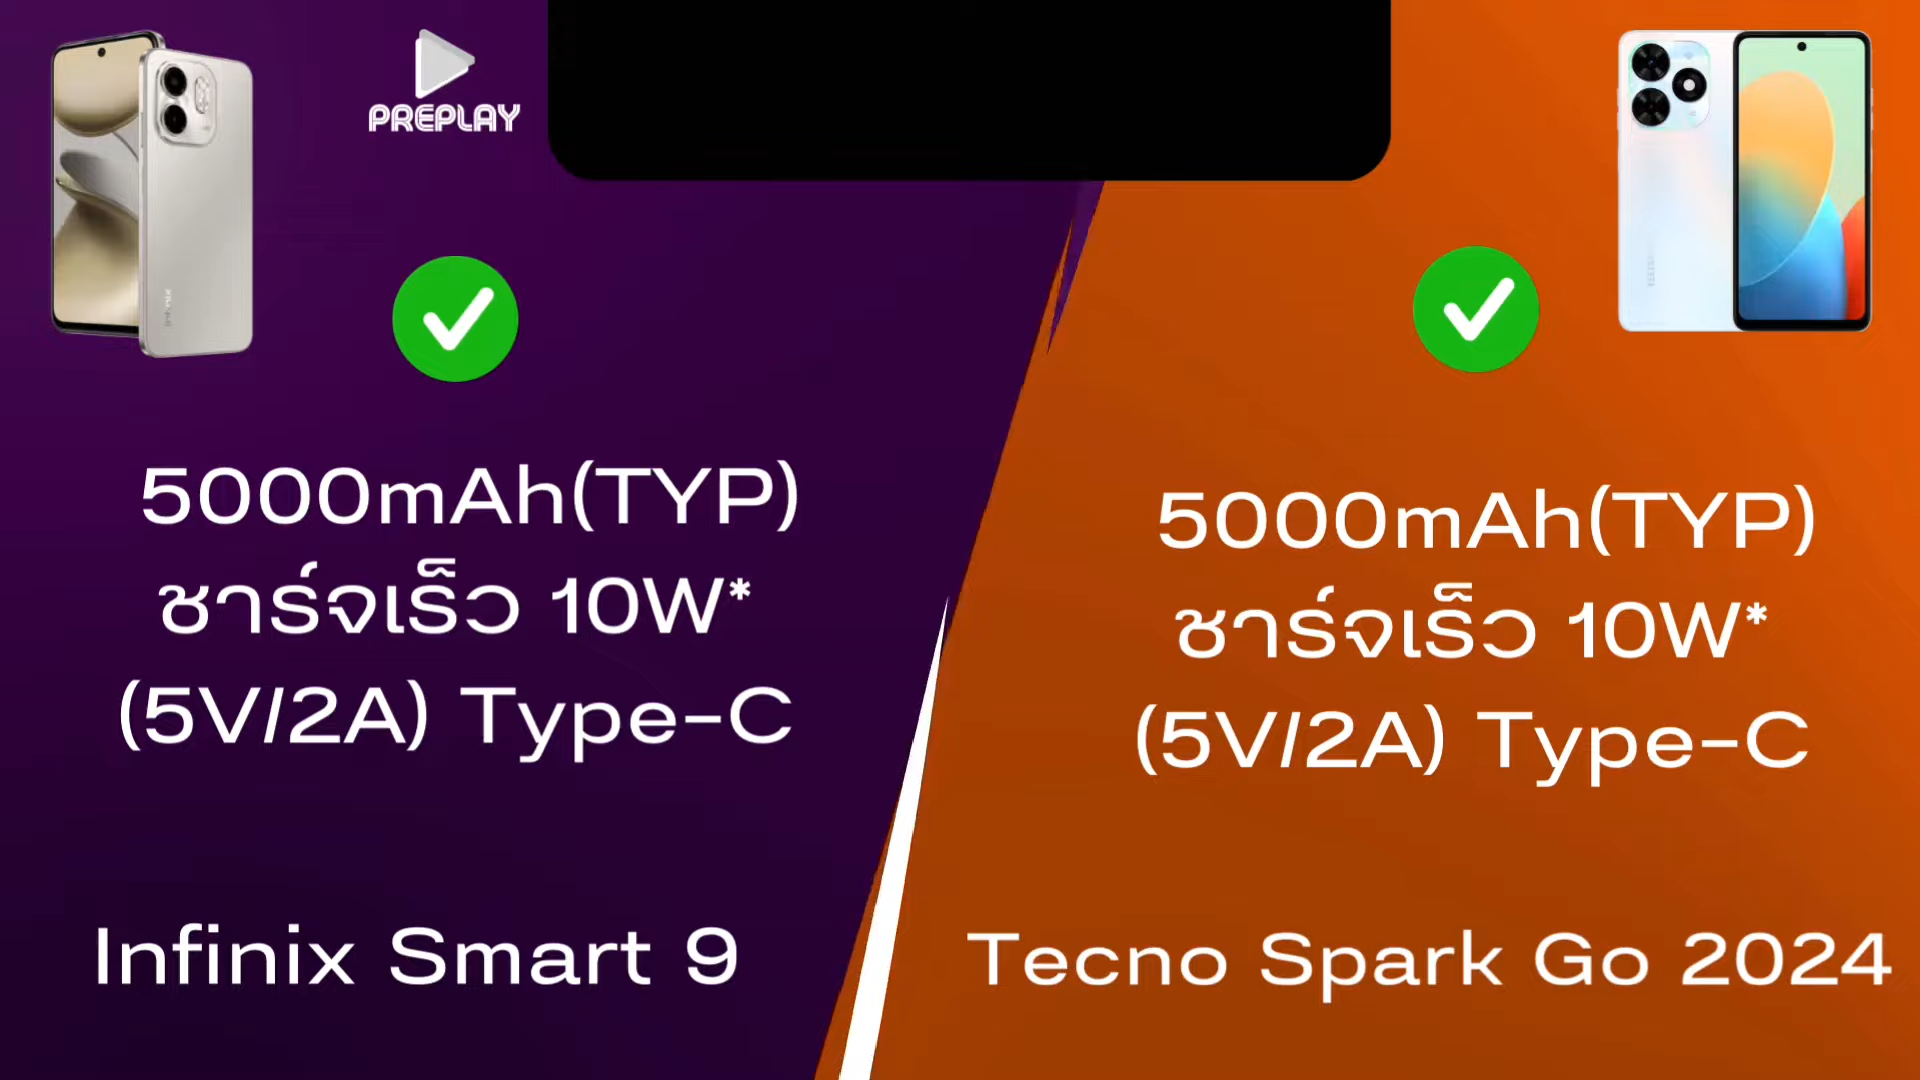 PREPLAY
5000mAh(TYP)
ชาร์จเร็ว 10W*
(5V/2A) Type-C
Infinix Smart 9
5000mAh(TYP)
ชาร์จเร็ว 10W*
(5V/2A) Type-C
Tecno Spark Go 2024